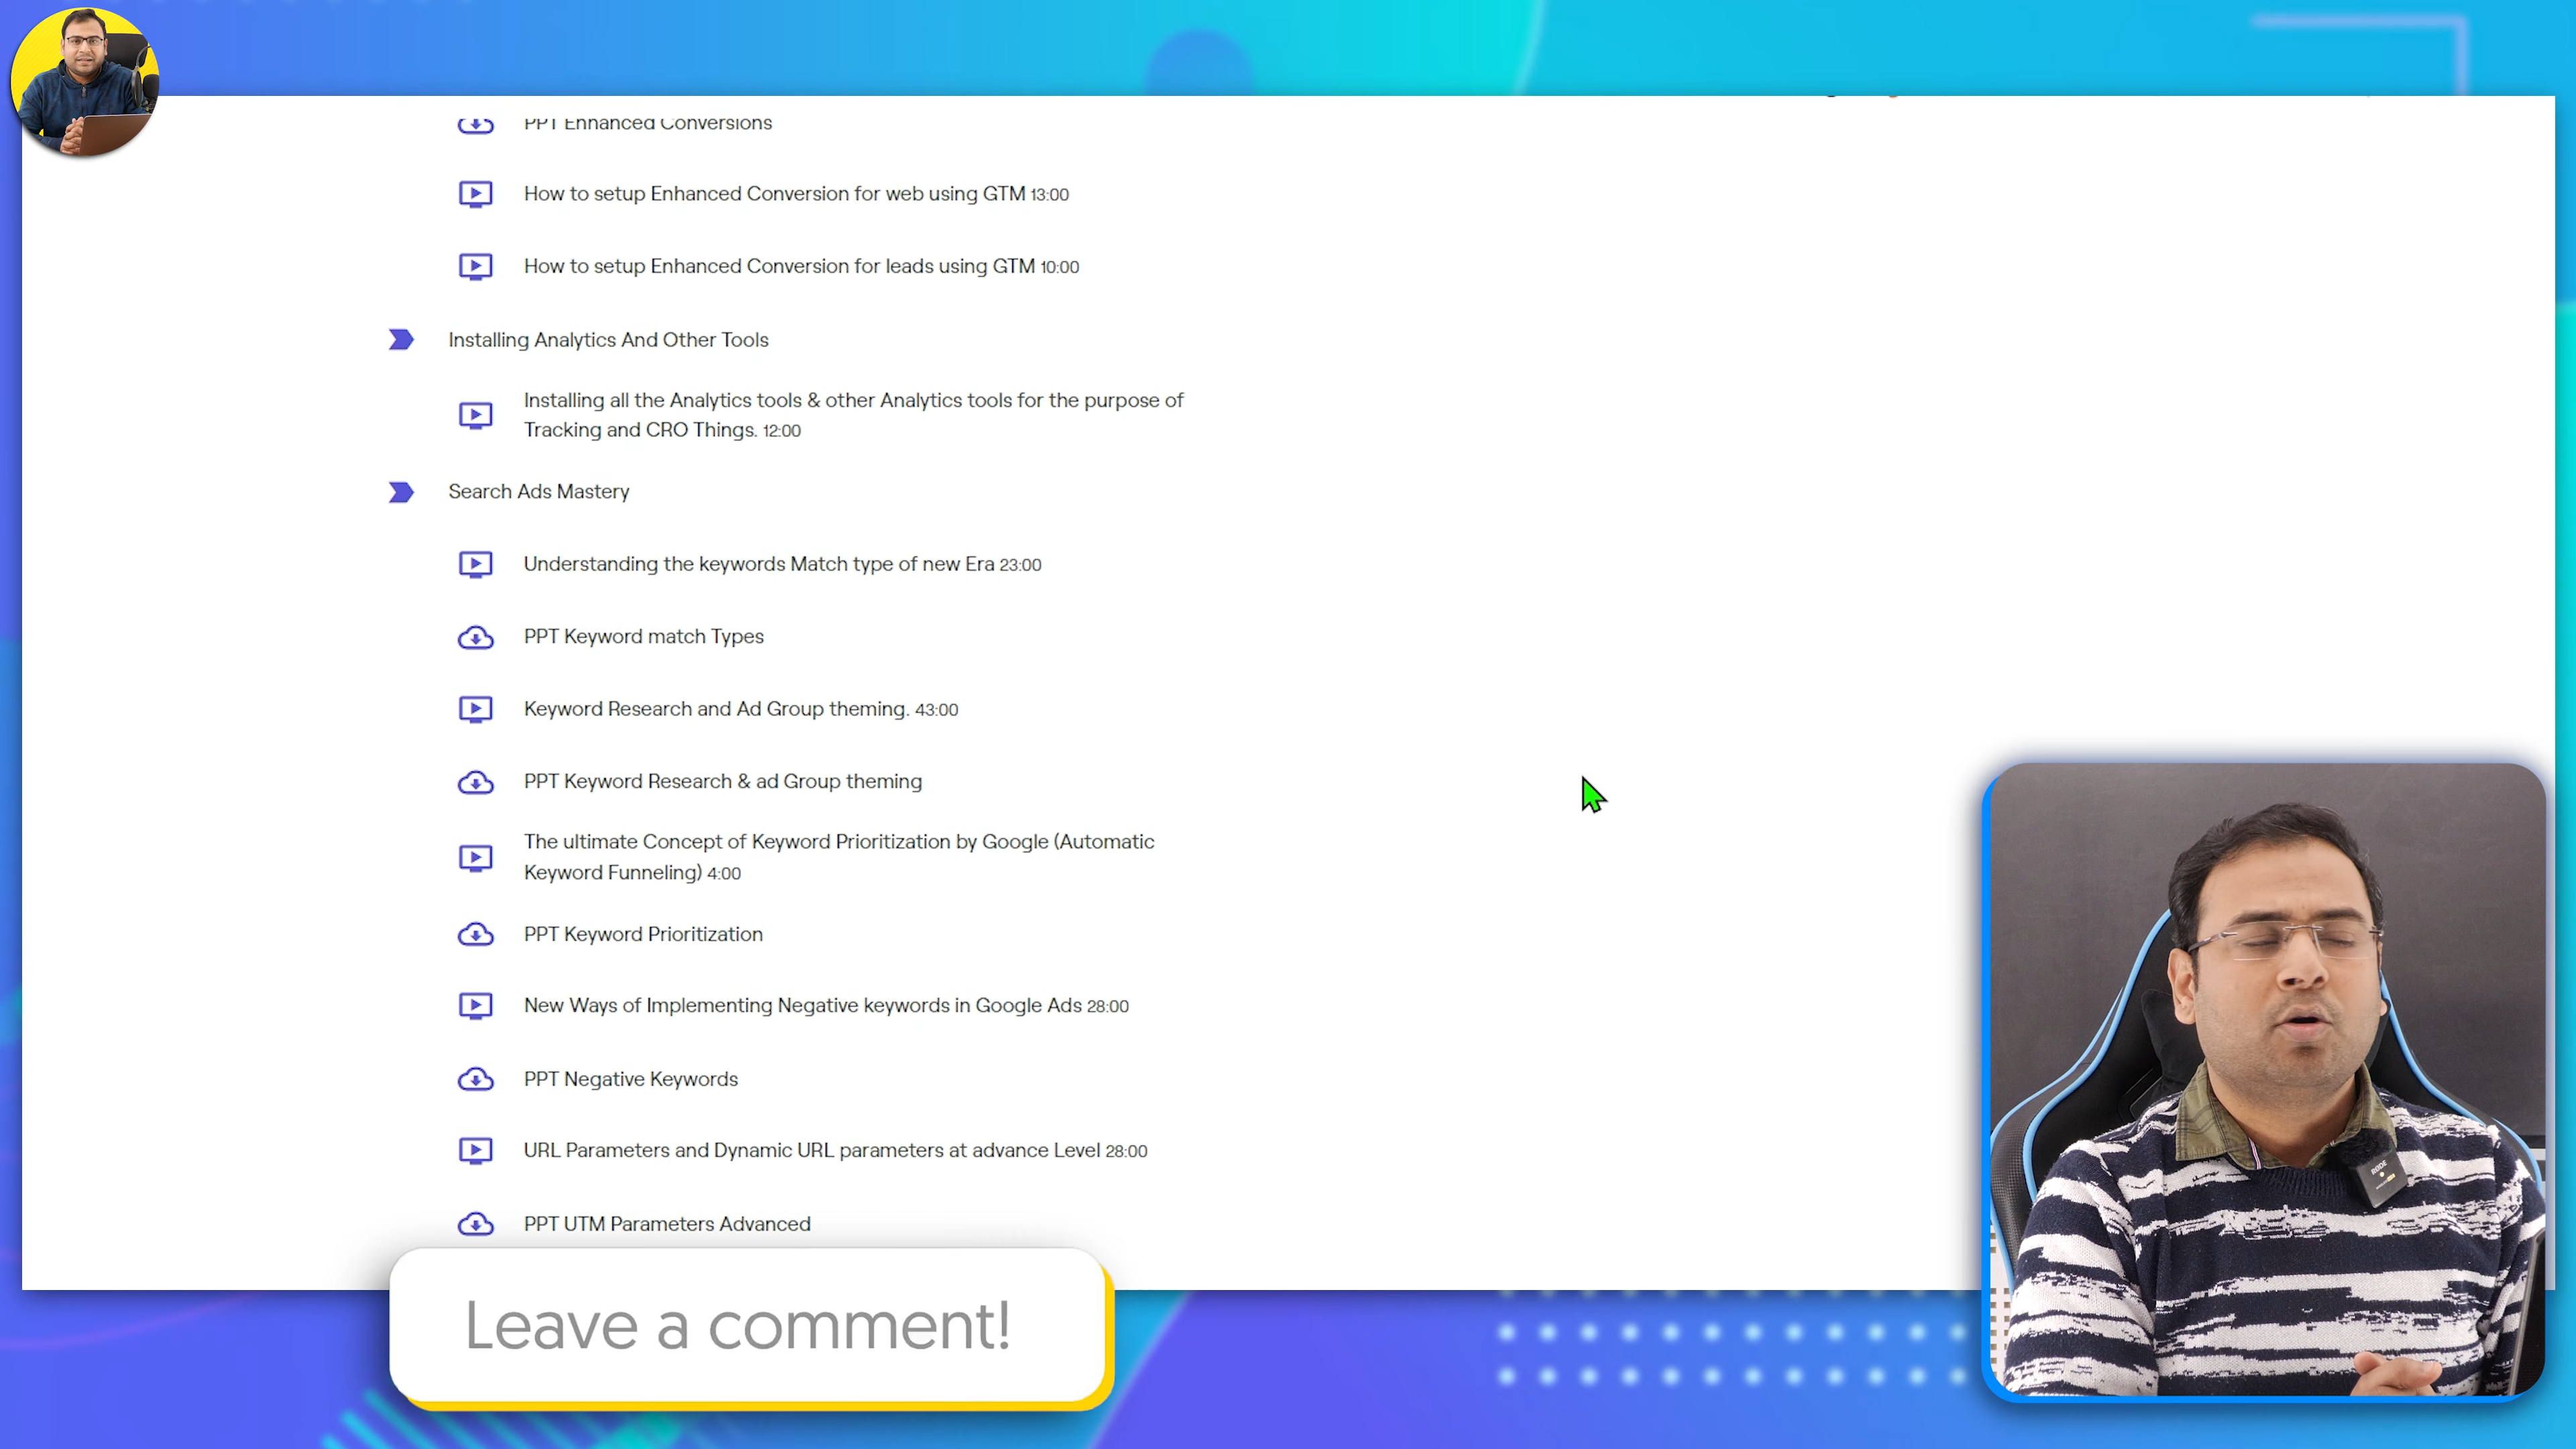 PPT Enhanced Conversions
How to setup Enhanced Conversion for web using GTM 13:00
How to setup Enhanced Conversion for leads using GTM 10:00
Installing Analytics And Other Tools
Installing all the Analytics tools & other Analytics tools for the purpose of
Tracking and CRO Things. 12:00
Search Ads Mastery
Understanding the keywords Match type of new Era 23:00
PPT Keyword match Types
Keyword Research and Ad Group theming. 43:00
PPT Keyword Research & ad Group theming
The ultimate Concept of Keyword Prioritization by Google (Automatic
Keyword Funneling) 4:00
PPT Keyword Prioritization
New Ways of Implementing Negative keywords in Google Ads 28:00
PPT Negative Keywords
URL Parameters and Dynamic URL parameters at advance Level 28:00
PPT UTM Parameters Advanced
Leave a comment!
RODE